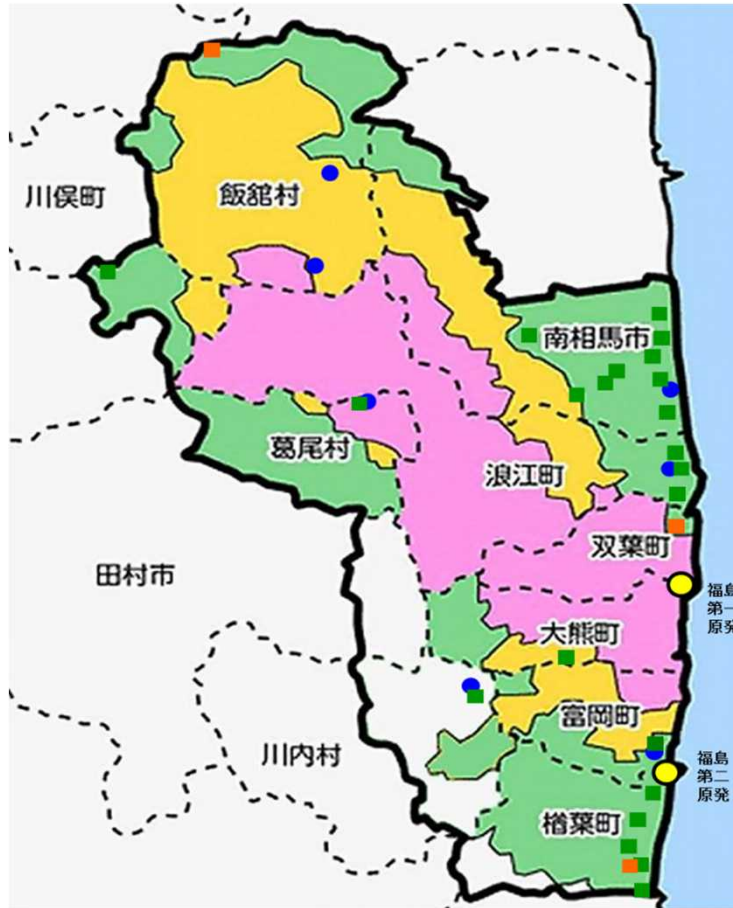 飯舘村
川俣町
南相馬市
葛尾村
浪江町
双葉町
田村市
福島
第一
原発
大熊町
富岡町
川内村
福島
第二
原発
楢葉町